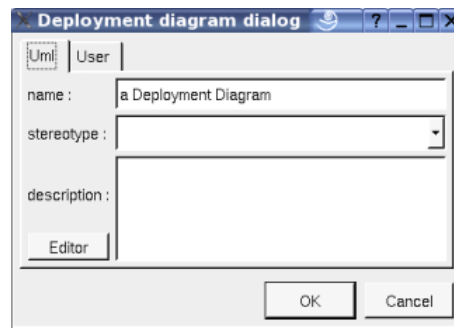 Deployment diagram dialog ? _ X
Uml User
name : a Deployment Diagram
stereotype :
description :
Editor
OK Cancel